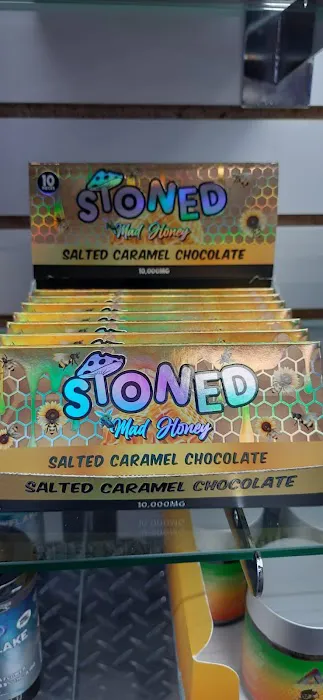 10
STONED
Mad Honey
SALTED CARAMEL CHOCOLATE
10,000MG
STONED
Mad Honey
SALTED CARAMEL CHOCOLATE
SALTED CARAMEL CHOCOLATE
10,000MG